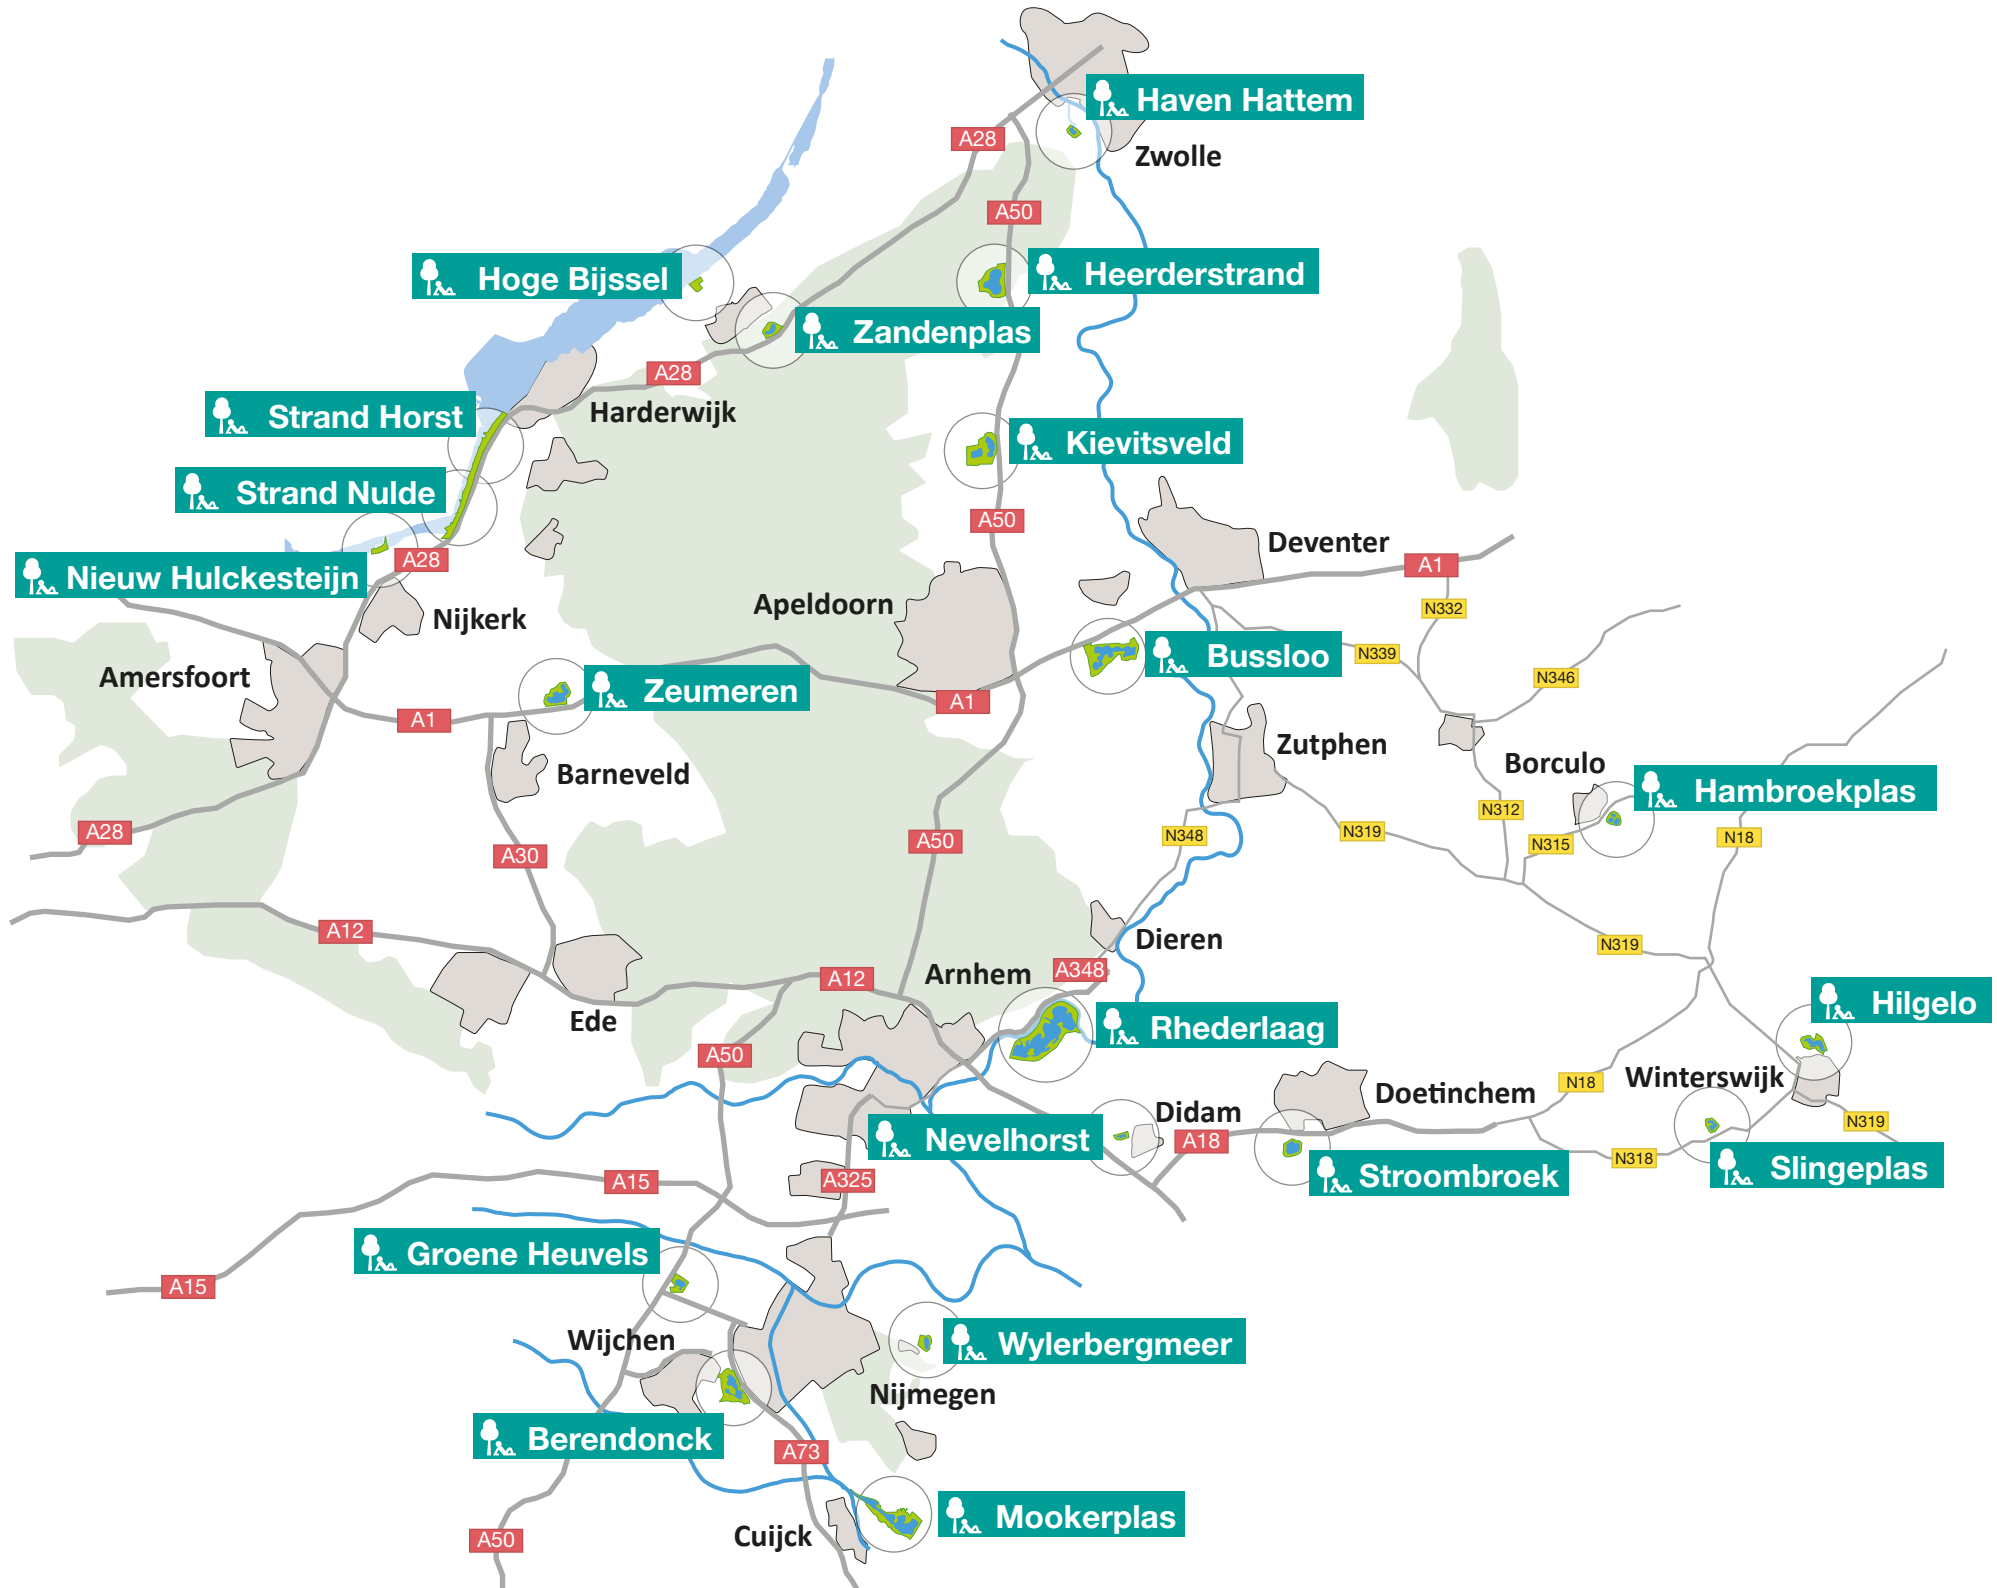 Haven Hattem
A28
Zwolle
A50
Hoge Bijssel
Heerderstrand
Zandenplas
A28
Strand Horst
Harderwijk
Kievitsveld
Strand Nulde
A50
Deventer
A28
A1
Nieuw Hulckesteijn
Nijkerk
Apeldoorn
N332
Bussloo
N339
Amersfoort
N346
Zeumeren
A1
A1
Zutphen
Barneveld
Borculo
Hambroekplas
N312
A28
N348
N319
N18
A50
N315
A30
A12
Dieren
N319
Arnhem
A348
A12
Hilgelo
Ede
Rhederlaag
A50
Winterswijk
N18
Doetinchem
Didam
N319
Nevelhorst
A18
N318
Slingeplas
Stroombroek
A15
A325
Groene Heuvels
A15
Wijchen
Wylerbergmeer
Nijmegen
Berendonck
A73
Mookerplas
Cuijck
A50